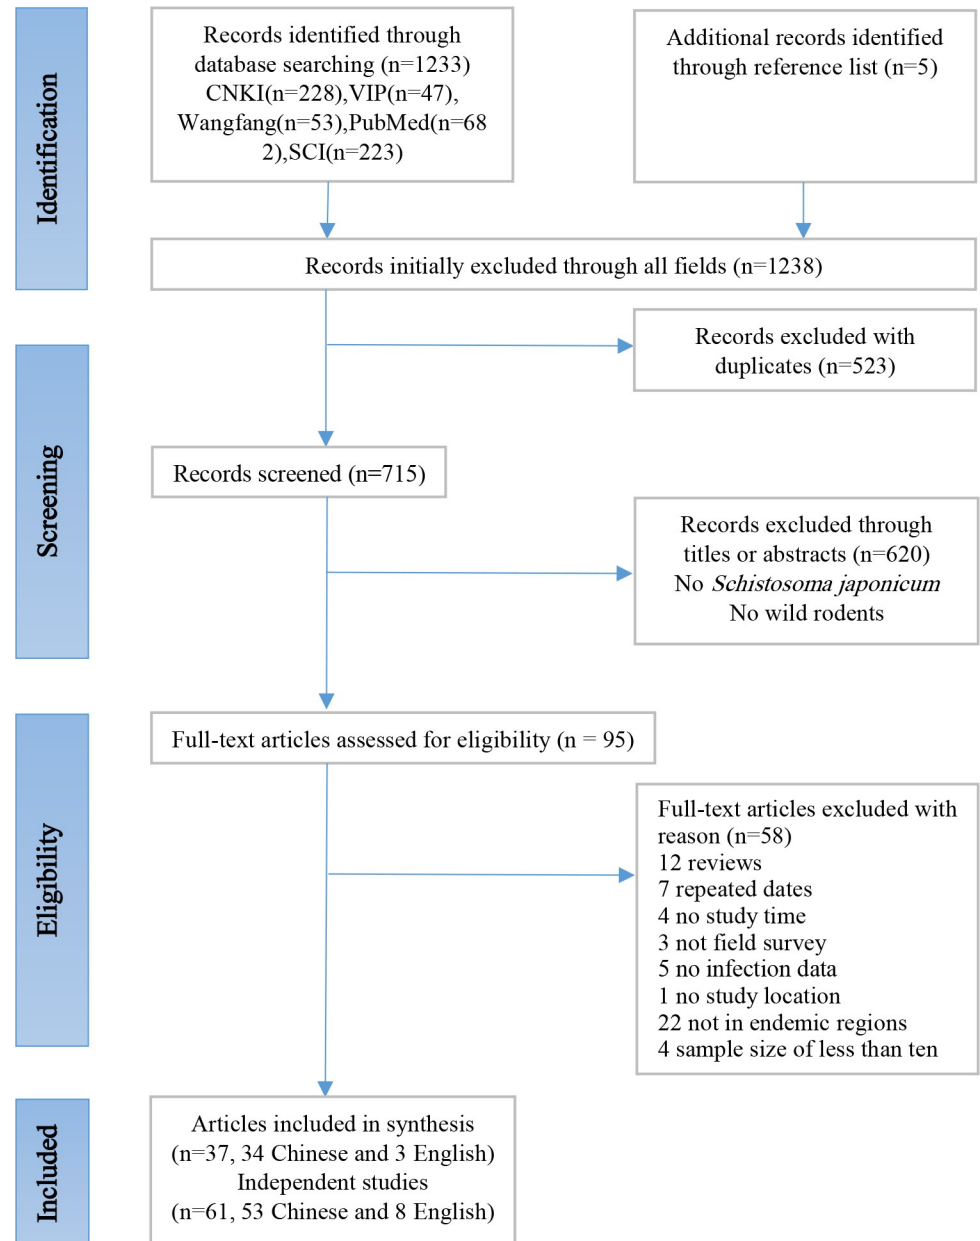 Identification
Records identified through
database searching (n=1233)
CNKI(n=228),VIP(n=47),
Wangfang(n=53),PubMed(n=68
2),SCI(n=223)
Additional records identified
through reference list (n=5)
Records initially excluded through all fields (n=1238)
Records excluded with
duplicates (n=523)
Screening
Records screened (n=715)
Records excluded through
titles or abstracts (n=620)
No Schistosoma japonicum
No wild rodents
Eligibility
Full-text articles assessed for eligibility (n = 95)
Full-text articles excluded with
reason (n=58)
12 reviews
7 repeated dates
4 no study time
3 not field survey
5 no infection data
1 no study location
22 not in endemic regions
4 sample size of less than ten
Included
Articles included in synthesis
(n=37, 34 Chinese and 3 English)
Independent studies
(n=61, 53 Chinese and 8 English)